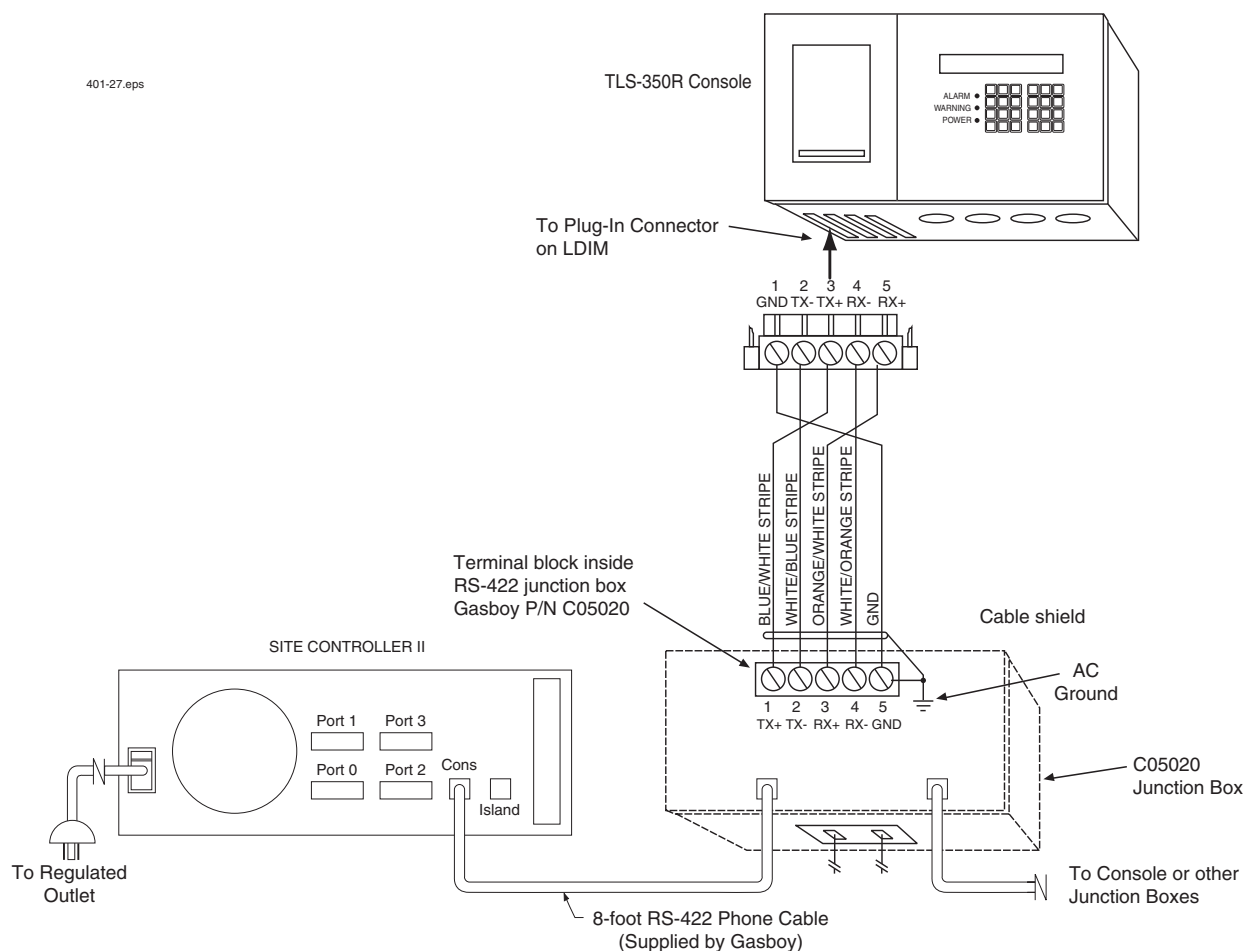 401-27.eps
TLS-350R Console
ALARM
WARNING
POWER
To Plug-In Connector
on LDIM
1 2 3 4 5
GND TX- TX+ RX- RX+
BLUE/WHITE STRIPE
WHITE/BLUE STRIPE
ORANGE/WHITE STRIPE
WHITE/ORANGE STRIPE
GND
Terminal block inside
RS-422 junction box
Gasboy P/N C05020
Cable shield
AC
Ground
1 2 3 4 5
TX+ TX- RX+ RX- GND
C05020
Junction Box
SITE CONTROLLER II
Port 1 Port 3
Port 0 Port 2
Cons
Island
To Regulated
Outlet
To Console or other
Junction Boxes
8-foot RS-422 Phone Cable
(Supplied by Gasboy)